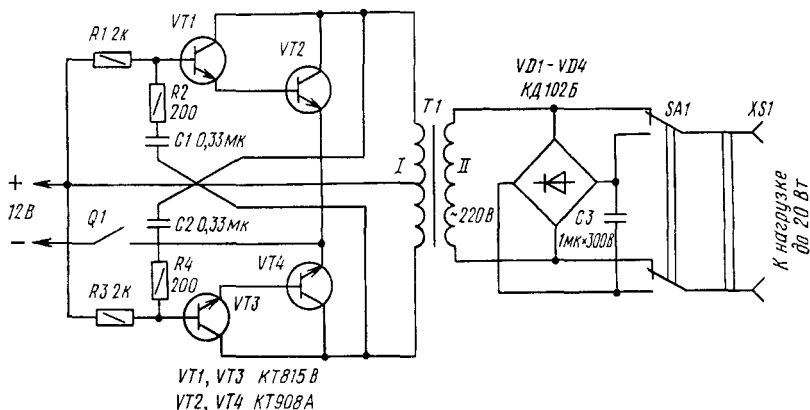 VT1
VT2
R1 2к
R2
200
C1 0,33мк
VD1-VD4
КД102Б
T1
SA1
XS1
I
II
+
12В
−
Q1
~220В
C3
1мк×300В
К нагрузке
до 20 Вт
C2 0,33мк
R4
200
VT4
R3 2к
VT3
VT1, VT3 КТ815В
VT2, VT4 КТ908А